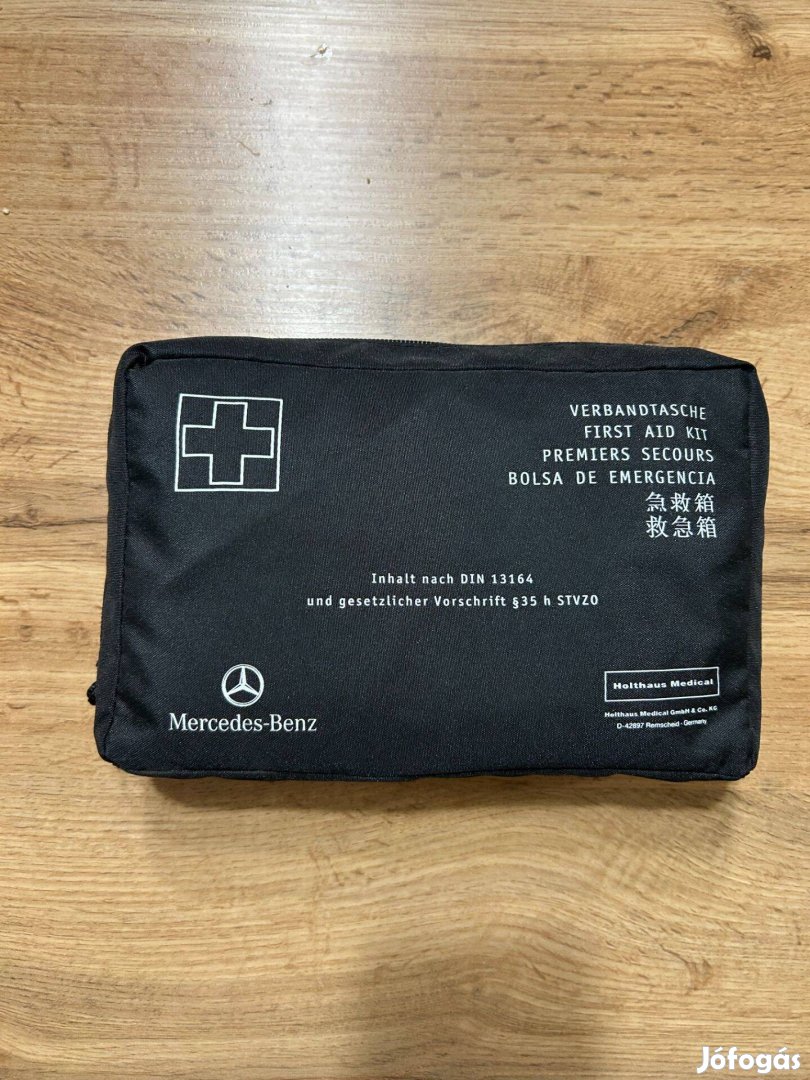 VERBANDTASCHE
FIRST AID KIT
PREMIERS SECOURS
BOLSA DE EMERGENCIA
急救箱
救急箱
Inhalt nach DIN 13164
und gesetzlicher Vorschrift §35 h STVZO
Mercedes-Benz
Holthaus Medical
Holthaus Medical GmbH & Co. KG
D-42897 Remscheid · Germany
Jófogás